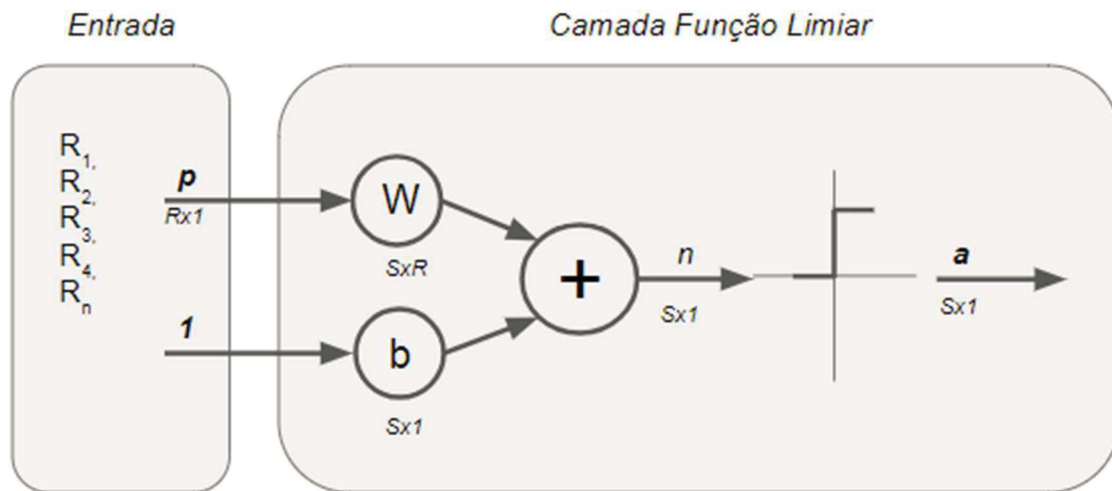 Entrada
Camada Função Limiar
R1,
R2,
R3,
R4,
Rn
p
Rx1
1
W
SxR
b
Sx1
+
n
Sx1
a
Sx1